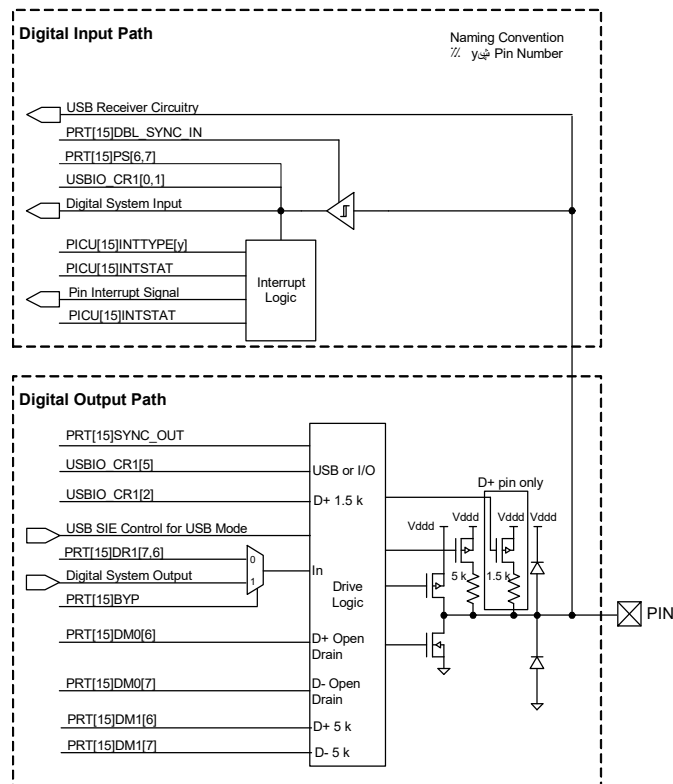 Digital Input Path
Naming Convention
Pin Number
USB Receiver Circuitry
PRT[15]DBL_SYNC_IN
PRT[15]PS[6,7]
USBIO_CR1[0,1]
Digital System Input
PICU[15]INTTYPE[y]
PICU[15]INTSTAT
Pin Interrupt Signal
PICU[15]INTSTAT
Interrupt
Logic
Digital Output Path
PRT[15]SYNC_OUT
USBIO_CR1[5]
USB or I/O
D+ pin only
USBIO_CR1[2]
D+ 1.5 k
USB SIE Control for USB Mode
Vddd
Vddd
Vddd
Vddd
PRT[15]DR1[7,6]
0
Digital System Output
1
In
PRT[15]BYP
Drive
Logic
5 k
1.5 k
PIN
PRT[15]DM0[6]
D+ Open
Drain
PRT[15]DM0[7]
D- Open
Drain
PRT[15]DM1[6]
D+ 5 k
PRT[15]DM1[7]
D- 5 k